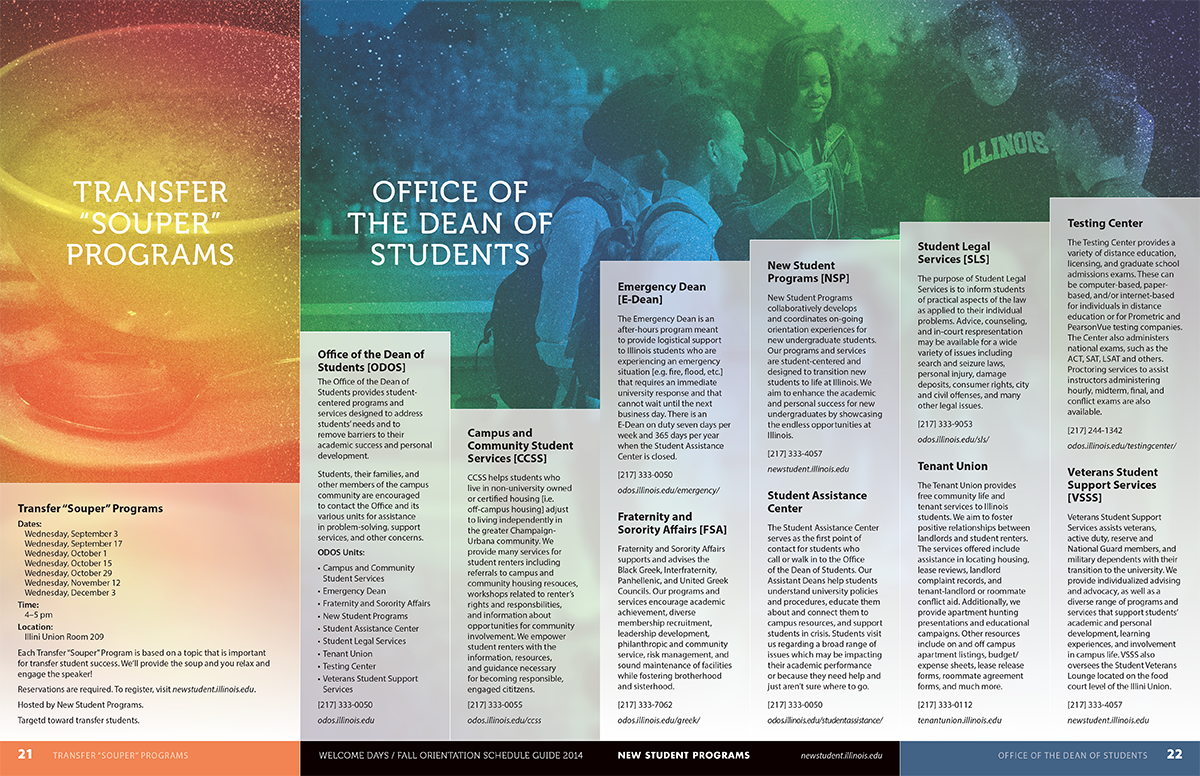 TRANSFER
“SOUPER”
PROGRAMS
Transfer “Souper” Programs
Dates:
Wednesday, September 3
Wednesday, September 17
Wednesday, October 1
Wednesday, October 15
Wednesday, October 29
Wednesday, November 12
Wednesday, December 3
Time:
4–5 pm
Location:
Illini Union Room 209
Each Transfer “Souper” Program is based on a topic that is important
for transfer student success. We’ll provide the soup and you relax and
engage the speaker!
Reservations are required. To register, visit newstudent.illinois.edu.
Hosted by New Student Programs.
Targetd toward transfer students.
OFFICE OF
THE DEAN OF
STUDENTS
ILLINOIS
Office of the Dean of
Students [ODOS]
The Office of the Dean of
Students provides student-
centered programs and
services designed to address
students’ needs and to
remove barriers to their
academic success and personal
development.
Students, their families, and
other members of the campus
community are encouraged
to contact the Office and its
various units for assistance
in problem-solving, support
services, and other concerns.
ODOS Units:
• Campus and Community
Student Services
• Emergency Dean
• Fraternity and Sorority Affairs
• New Student Programs
• Student Assistance Center
• Student Legal Services
• Tenant Union
• Testing Center
• Veterans Student Support
Services
[217] 333-0050
odos.illinois.edu
Campus and
Community Student
Services [CCSS]
CCSS helps students who
live in non-university owned
or certified housing [i.e.
off-campus housing] adjust
to living independently in
the greater Champaign-
Urbana community. We
provide many services for
student renters including
referrals to campus and
community housing resouces,
workshops related to renter’s
rights and responsibilities,
and information about
opportunities for community
involvement. We empower
student renters with the
information, resources,
and guidance necessary
for becoming responsible,
engaged citizens.
[217] 333-0055
odos.illinois.edu/ccss
Emergency Dean
[E-Dean]
The Emergency Dean is an
after-hours program meant
to provide logistical support
to Illinois students who are
experiencing an emergency
situation [e.g. fire, flood, etc.]
that requires an immediate
university response and that
cannot wait until the next
business day. There is an
E-Dean on duty seven days per
week and 365 days per year
when the Student Assistance
Center is closed.
[217] 333-0050
odos.illinois.edu/emergency/
Fraternity and
Sorority Affairs [FSA]
Fraternity and Sorority Affairs
supports and advises the
Black Greek, Interfraternity,
Panhellenic, and United Greek
Councils. Our programs and
services encourage academic
achievement, diverse
membership recruitment,
leadership development,
philanthropic and community
service, risk management, and
sound maintenance of facilities
while fostering brotherhood
and sisterhood.
[217] 333-7062
odos.illinois.edu/greek/
New Student
Programs [NSP]
New Student Programs
collaboratively develops
and coordinates on-going
orientation experiences for
new undergraduate students.
Our programs and services
are student-centered and
designed to transition new
students to life at Illinois. We
aim to enhance the academic
and personal success for new
undergraduates by showcasing
the endless opportunities at
Illinois.
[217] 333-4057
newstudent.illinois.edu
Student Assistance
Center
The Student Assistance Center
serves as the first point of
contact for students who
call or walk in to the Office
of the Dean of Students. Our
Assistant Deans help students
understand university policies
and procedures, educate them
about and connect them to
campus resources, and support
students in crisis. Students visit
us regarding a broad range of
issues which may be impacting
their academic performance
or because they need help and
just aren’t sure where to go.
[217] 333-0050
odos.illinois.edu/studentassistance/
Student Legal
Services [SLS]
The purpose of Student Legal
Services is to inform students
of practical aspects of the law
as applied to their individual
problems. Advice, counseling,
and in-court respresentation
may be available for a wide
variety of issues including
search and seizure laws,
personal injury, damage
deposits, consumer rights, city
and civil offenses, and many
other legal issues.
[217] 333-9053
odos.illinois.edu/sls/
Tenant Union
The Tenant Union provides
free community life and
tenant services to Illinois
students. We aim to foster
positive relationships between
landlords and student renters.
The services offered include
assistance in locating housing,
lease reviews, landlord
complaint records, and
tenant-landlord or roommate
conflict aid. Additionally, we
provide apartment hunting
presentations and educational
campaigns. Other resources
include on and off campus
apartment listings, budget/
expense sheets, lease release
forms, roommate agreement
forms, and much more.
[217] 333-0112
tenantunion.illinois.edu
Testing Center
The Testing Center provides a
variety of distance education,
licensing, and graduate school
admissions exams. These can
be computer-based, paper-
based, and/or internet-based
for individuals in distance
education or for Prometric and
PearsonVue testing companies.
The Center also administers
national exams, such as the
ACT, SAT, LSAT and others.
Proctoring services to assist
instructors administering
hourly, midterm, final, and
conflict exams are also
available.
[217] 244-1342
odos.illinois.edu/testingcenter/
Veterans Student
Support Services
[VSSS]
Veterans Student Support
Services assists veterans,
active duty, reserve and
National Guard members, and
military dependents with their
transition to the university. We
provide individualized advising
and advocacy, as well as a
diverse range of programs and
services that support students’
academic and personal
development, learning
experiences, and involvement
in campus life. VSSS also
oversees the Student Veterans
Lounge located on the food
court level of the Illini Union.
[217] 333-4057
newstudent.illinois.edu
21 TRANSFER “SOUPER” PROGRAMS
WELCOME DAYS / FALL ORIENTATION SCHEDULE GUIDE 2014 NEW STUDENT PROGRAMS newstudent.illinois.edu
OFFICE OF THE DEAN OF STUDENTS 22